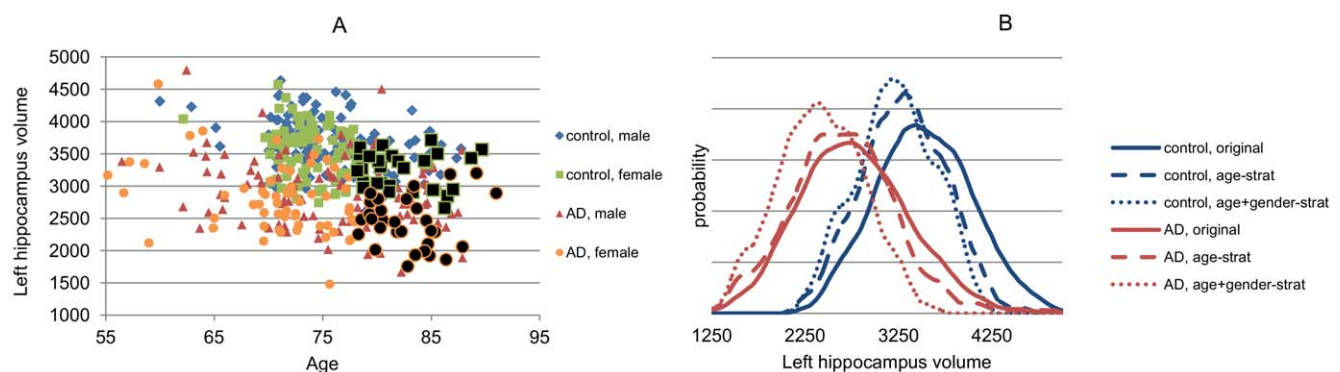 A
Left hippocampus volume
5000
4500
4000
3500
3000
2500
2000
1500
1000
55 65 75 85 95
Age
control, male
control, female
AD, male
AD, female
B
probability
1250 2250 3250 4250
Left hippocampus volume
control, original
control, age-strat
control, age+gender-strat
AD, original
AD, age-strat
AD, age+gender-strat